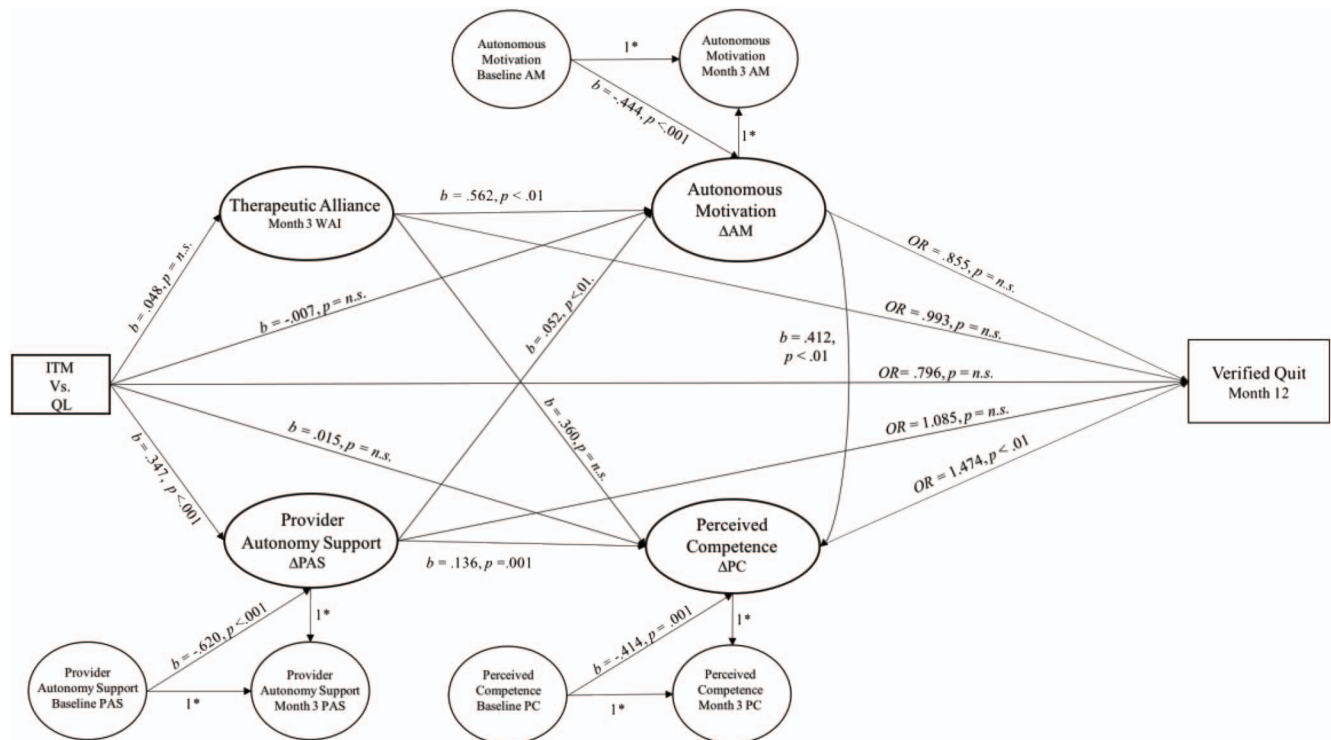 Autonomous
Motivation
Baseline AM
1*
Autonomous
Motivation
Month 3 AM
b = -.444, p <.001
1*
Therapeutic Alliance
Month 3 WAI
b = .562, p < .01
Autonomous
Motivation
ΔAM
b = .048, p = n.s.
b = -.007, p = n.s.
b = .052, p <.01.
OR = .855, p = n.s.
OR = .993, p = n.s.
b = .412,
p < .01
ITM
Vs.
QL
OR= .796, p = n.s.
Verified Quit
Month 12
b = .015, p = n.s.
b = .360, p = n.s.
OR = 1.085, p = n.s.
b = .347, p <.001
OR = 1.474, p < .01
Provider
Autonomy Support
ΔPAS
b = .136, p =.001
Perceived
Competence
ΔPC
b = -.620, p <.001
1*
b = -.414, p = .001
1*
Provider
Autonomy Support
Baseline PAS
1*
Provider
Autonomy Support
Month 3 PAS
Perceived
Competence
Baseline PC
1*
Perceived
Competence
Month 3 PC